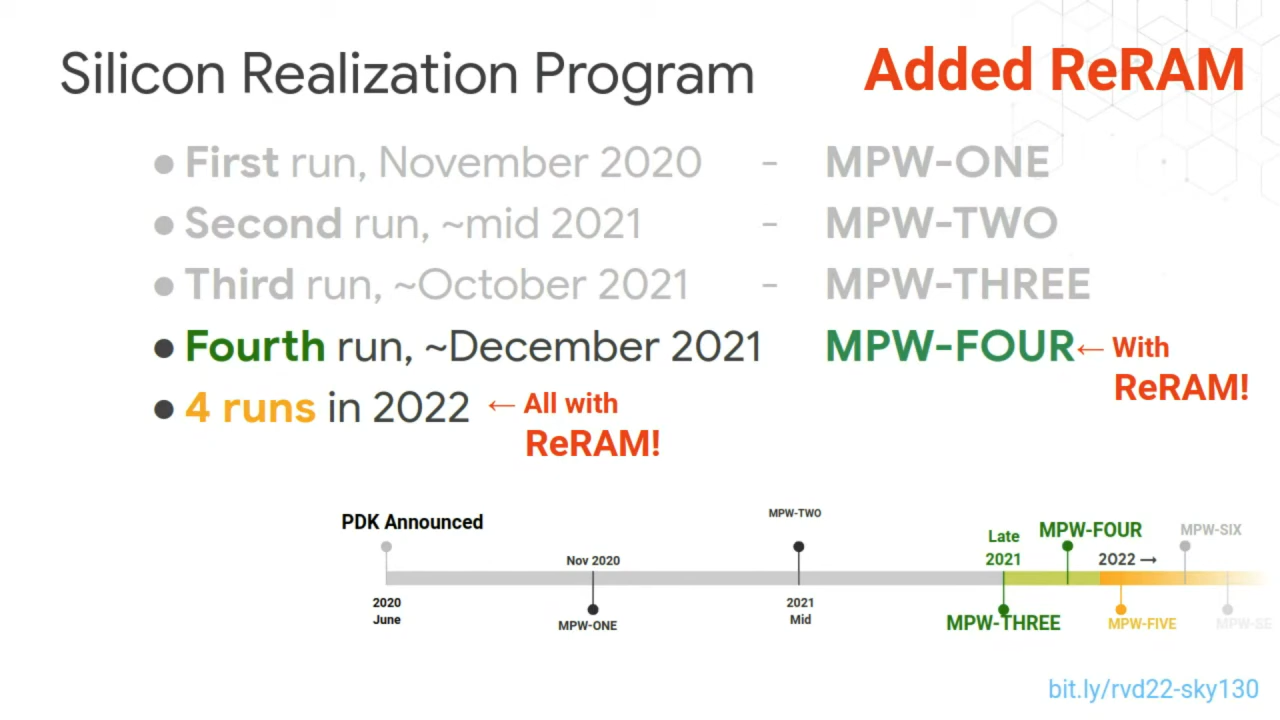 Silicon Realization Program
Added ReRAM
● First run, November 2020 - MPW-ONE
● Second run, ~mid 2021 - MPW-TWO
● Third run, ~October 2021 - MPW-THREE
● Fourth run, ~December 2021 MPW-FOUR ← With
ReRAM!
● 4 runs in 2022 ← All with
ReRAM!
PDK Announced
MPW-TWO
Late
2021
MPW-FOUR
MPW-SIX
Nov 2020
2022 →
2020
June
MPW-ONE
2021
Mid
MPW-THREE
MPW-FIVE
MPW-SE
bit.ly/rvd22-sky130